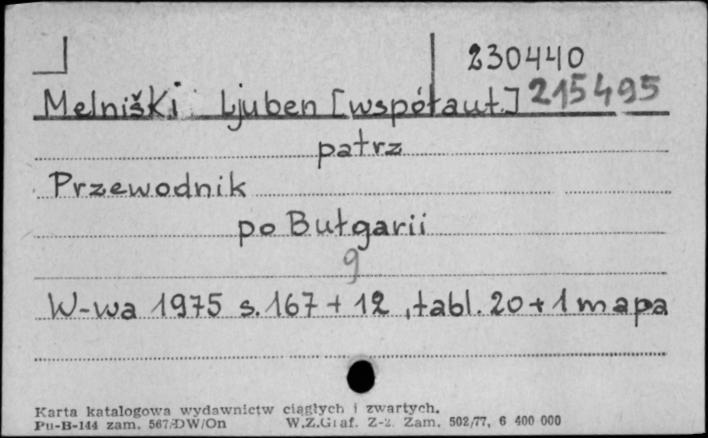 230440
Melniški Ljuben [współaut.] 215495
patrz
Przewodnik
po Bułgarii
9
W-wa 1975 s. 167 + 12, tabl. 20 + 1 mapa
Karta katalogowa wydawnictw ciągłych i zwartych.
Pu-B-144 zam. 567/DW/On W.Z.Graf. Z-2. Zam. 502/77, 6 400 000